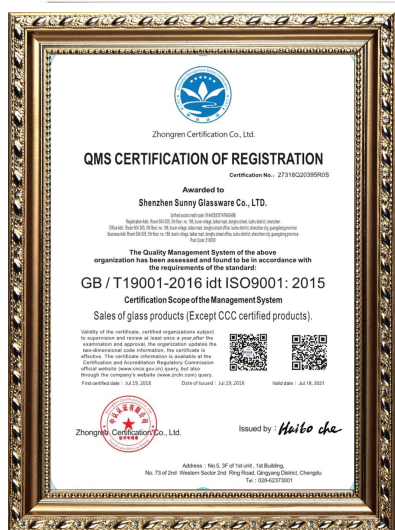 Zhongren Certification Co., Ltd.
QMS CERTIFICATION OF REGISTRATION
Certification No.: 27318Q20395R0S
Awarded to
Shenzhen Sunny Glassware Co., LTD.
The Quality Management System of the above
organization has been assessed and found to be in accordance with
the requirements of the standard:
GB / T19001-2016 idt ISO9001: 2015
Certification Scope of the Management System
Sales of glass products (Except CCC certified products).
Validity of the certificate, certified organizations subject
to supervision and review at least once a year.after the
examination and approval, the organization updates the
two-dimensional code information, the certificate is
effective. The certificate information is available at the
Certification and Accreditation Regulatory Commission
official website (www.cnca.gov.cn) query, but also
through the company's website (www.zrctn.com) query.
First certified date : Jul.19, 2018 Date of Issued : Jul.19, 2018 Valid date : Jul 18, 2021
Zhongren Certification Co., Ltd.
Issued by : Haibo che
Address : No.5, 3F of 1st unit , 1st Building,
No. 73 of 2nd Western Sector 2nd Ring Road, Qingyang District, Chengdu
Tel : 028-62373001